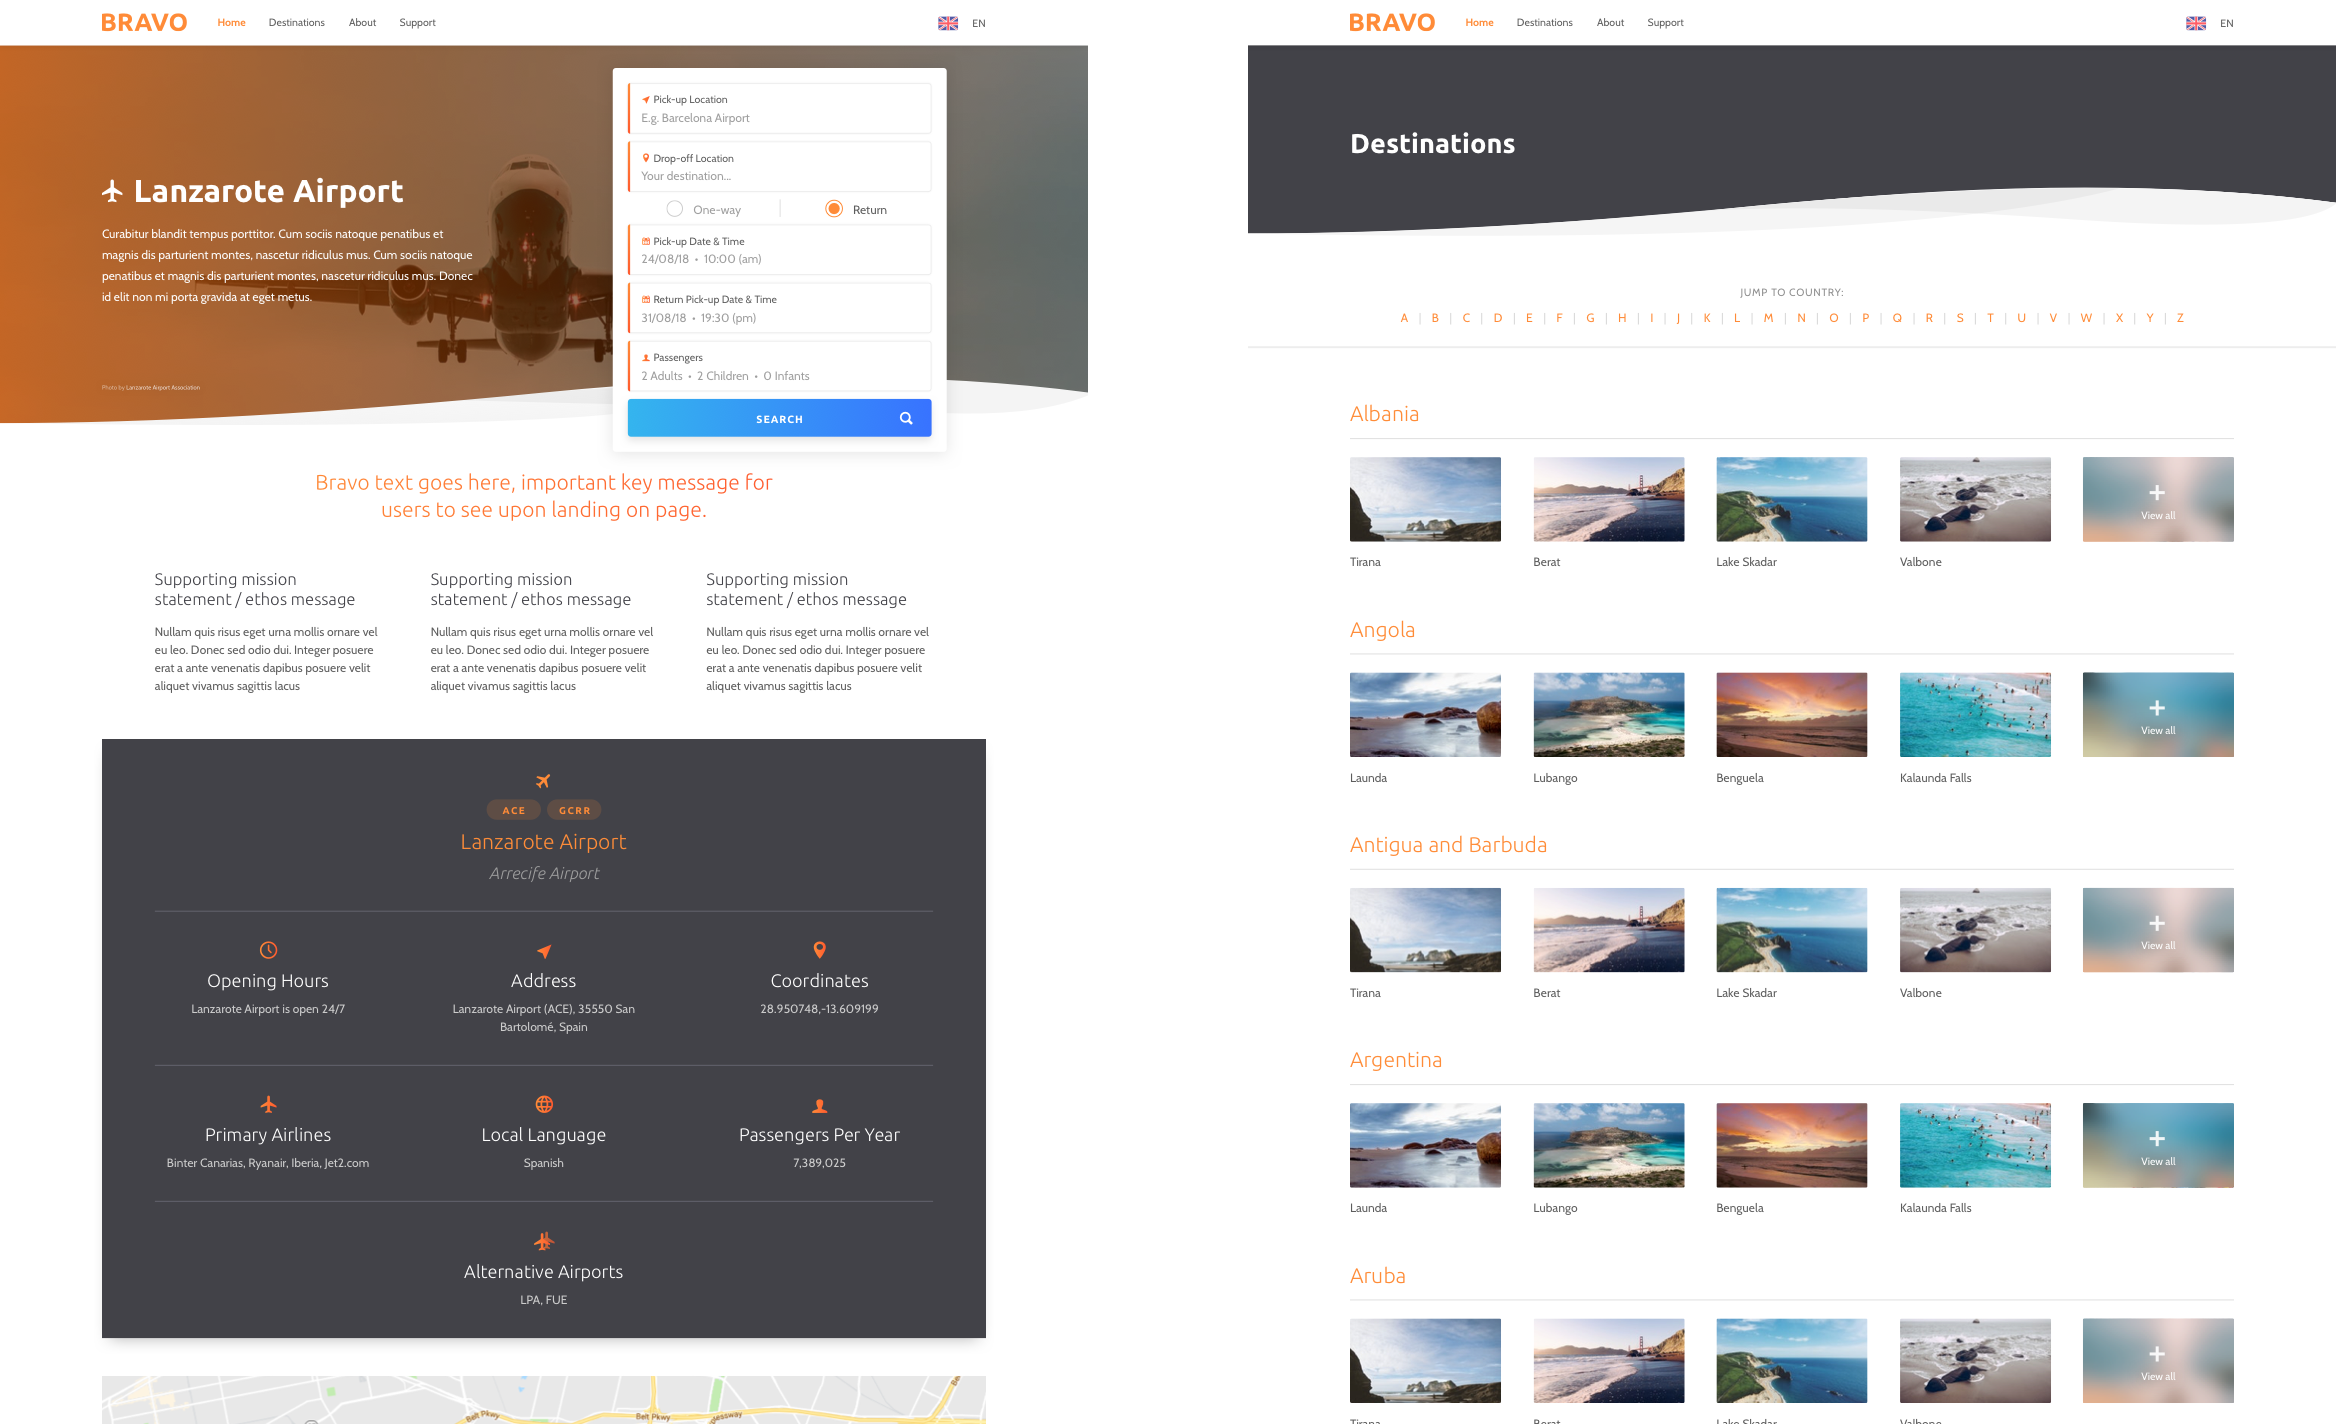 BRAVO
Home
Destinations
About
Support
EN
Lanzarote Airport
Curabitur blandit tempus porttitor. Cum sociis natoque penatibus et
magnis dis parturient montes, nascetur ridiculus mus. Cum sociis natoque
penatibus et magnis dis parturient montes, nascetur ridiculus mus. Donec
id elit non mi porta gravida at eget metus.
Photo by Lanzarote Airport Association
Pick-up Location
E.g. Barcelona Airport
Drop-off Location
Your destination...
One-way
Return
Pick-up Date & Time
24/08/18 • 10:00 (am)
Return Pick-up Date & Time
31/08/18 • 19:30 (pm)
Passengers
2 Adults • 2 Children • 0 Infants
SEARCH
Bravo text goes here, important key message for
users to see upon landing on page.
Supporting mission
statement / ethos message
Nullam quis risus eget urna mollis ornare vel
eu leo. Donec sed odio dui. Integer posuere
erat a ante venenatis dapibus posuere velit
aliquet vivamus sagittis lacus
Supporting mission
statement / ethos message
Nullam quis risus eget urna mollis ornare vel
eu leo. Donec sed odio dui. Integer posuere
erat a ante venenatis dapibus posuere velit
aliquet vivamus sagittis lacus
Supporting mission
statement / ethos message
Nullam quis risus eget urna mollis ornare vel
eu leo. Donec sed odio dui. Integer posuere
erat a ante venenatis dapibus posuere velit
aliquet vivamus sagittis lacus
ACE
GCRR
Lanzarote Airport
Arrecife Airport
Opening Hours
Lanzarote Airport is open 24/7
Address
Lanzarote Airport (ACE), 35550 San
Bartolomé, Spain
Coordinates
28.950748,-13.609199
Primary Airlines
Binter Canarias, Ryanair, Iberia, Jet2.com
Local Language
Spanish
Passengers Per Year
7,389,025
Alternative Airports
LPA, FUE
Belt Pkwy
Belt Pkwy
BRAVO
Home
Destinations
About
Support
EN
Destinations
JUMP TO COUNTRY:
A | B | C | D | E | F | G | H | I | J | K | L | M | N | O | P | Q | R | S | T | U | V | W | X | Y | Z
Albania
View all
Tirana
Berat
Lake Skadar
Valbone
Angola
View all
Launda
Lubango
Benguela
Kalaunda Falls
Antigua and Barbuda
View all
Tirana
Berat
Lake Skadar
Valbone
Argentina
View all
Launda
Lubango
Benguela
Kalaunda Falls
Aruba
View all
Tirana
Berat
Lake Skadar
Valbone